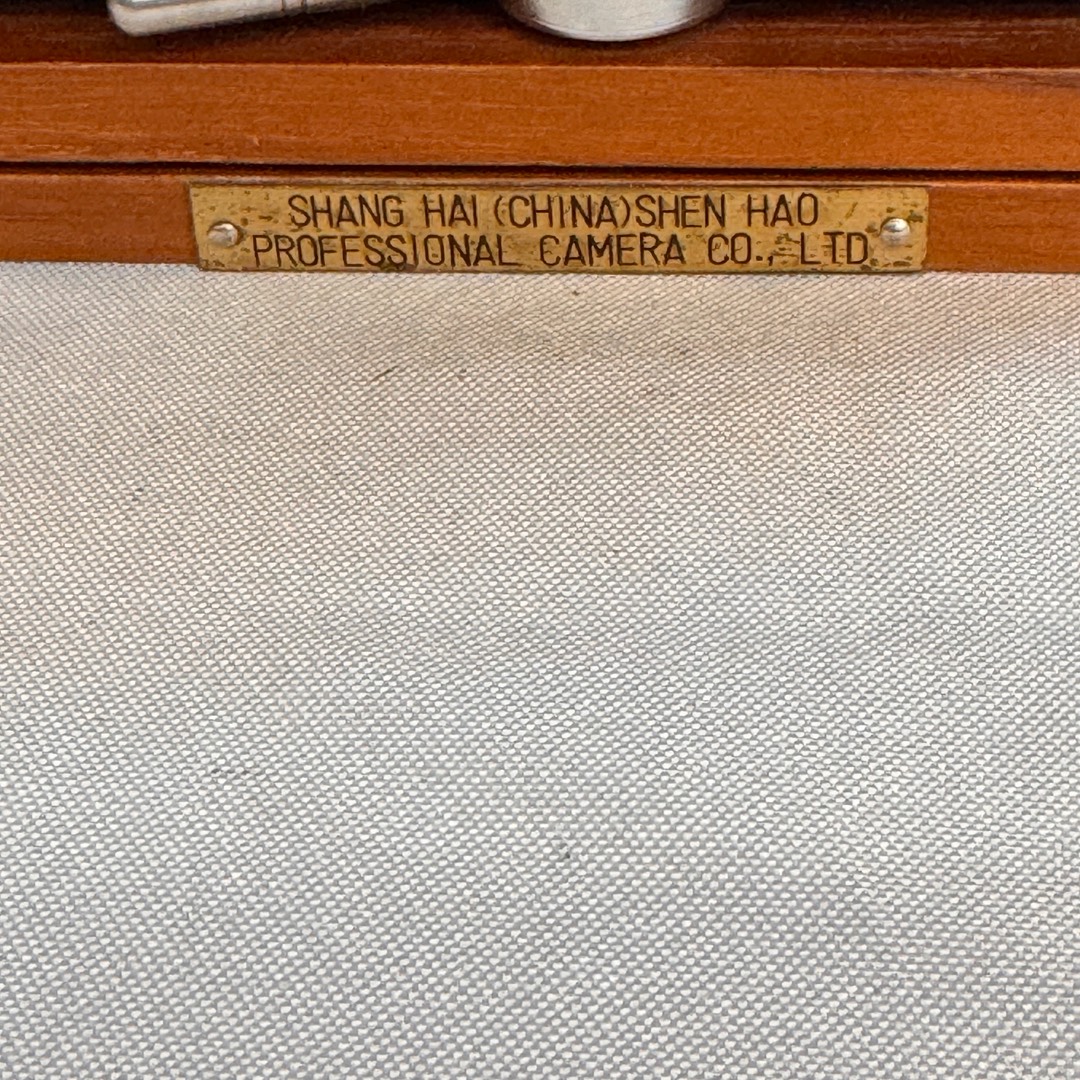 SHANG HAI (CHINA)SHEN HAO
PROFESSIONAL CAMERA CO., LTD